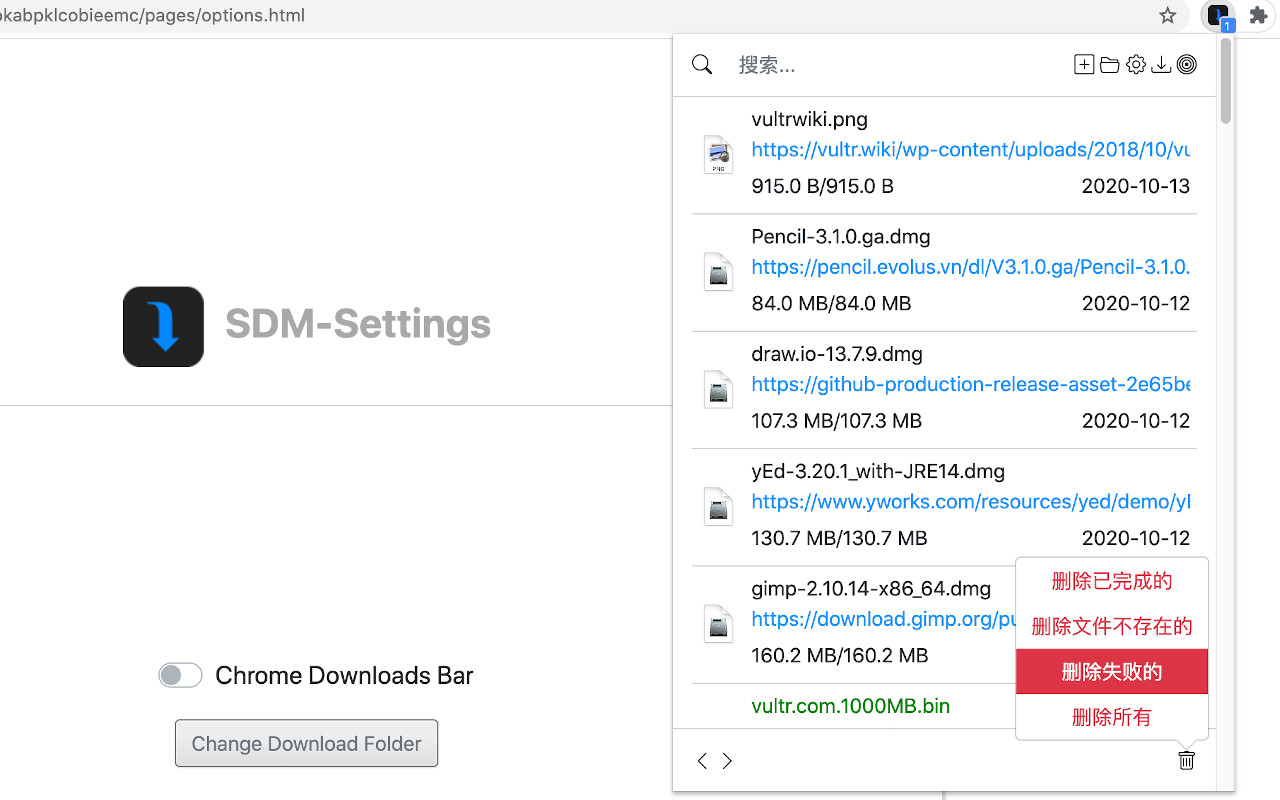 okabpklcobieemc/pages/options.html
1
搜索...
vultrwiki.png
https://vultr.wiki/wp-content/uploads/2018/10/vu
PNG
915.0 B/915.0 B 2020-10-13
Pencil-3.1.0.ga.dmg
https://pencil.evolus.vn/dl/V3.1.0.ga/Pencil-3.1.0.
84.0 MB/84.0 MB 2020-10-12
SDM-Settings
draw.io-13.7.9.dmg
https://github-production-release-asset-2e65be
107.3 MB/107.3 MB 2020-10-12
yEd-3.20.1_with-JRE14.dmg
https://www.yworks.com/resources/yed/demo/yE
130.7 MB/130.7 MB 2020-10-12
gimp-2.10.14-x86_64.dmg
https://download.gimp.org/pu
160.2 MB/160.2 MB
vultr.com.1000MB.bin
删除已完成的
删除文件不存在的
删除失败的
删除所有
Chrome Downloads Bar
Change Download Folder